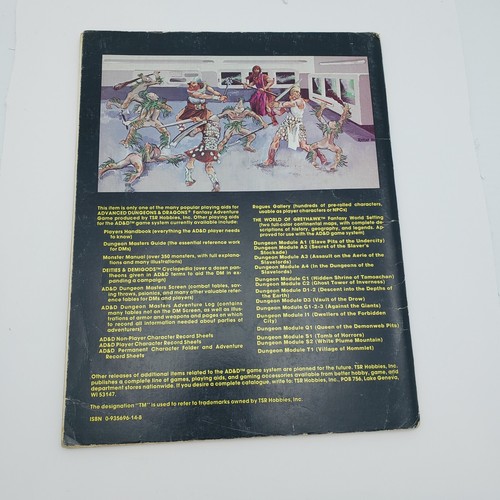 This item is only one of the many popular playing aids for
ADVANCED DUNGEONS & DRAGONS® Fantasy Adventure
Game produced by TSR Hobbies, Inc. Other playing aids
for the AD&D™ game system currently available include:
Players Handbook (everything the AD&D player needs
to know)
Dungeon Masters Guide (the essential reference work
for DMs)
Monster Manual (over 350 monsters, with full explana-
tions and many illustrations)
DEITIES & DEMIGODS™ Cyclopedia (over a dozen pan-
theons given in AD&D terms to aid the DM in ex-
panding a campaign)
AD&D Dungeon Masters Screen (combat tables, sav-
ing throws, psionics, and many other valuable refer-
ence tables for DMs and players)
AD&D Dungeon Masters Adventure Log (contains
many tables not on the DM Screen, as well as illus-
trations of armor and weapons and pages on which
to record all information needed about parties of
adventurers)
AD&D Non-Player Character Record Sheets
AD&D Player Character Record Sheets
AD&D Permanent Character Folder and Adventure
Record Sheets
Rogues Gallery (hundreds of pre-rolled characters,
usable as player characters or NPCs)
THE WORLD OF GREYHAWK™ Fantasy World Setting
(two full-color continental maps, with complete de-
scriptions of history, geography, and legends. Ap-
proved for use with the AD&D game system)
Dungeon Module A1 (Slave Pits of the Undercity)
Dungeon Module A2 (Secret of the Slaver's
Stockade)
Dungeon Module A3 (Assault on the Aerie of the
Slavelords)
Dungeon Module A4 (In the Dungeons of the
Slavelords)
Dungeon Module C1 (Hidden Shrine of Tamoachan)
Dungeon Module C2 (Ghost Tower of Inverness)
Dungeon Module D1-2 (Descent into the Depths of
the Earth)
Dungeon Module D3 (Vault of the Drow)
Dungeon Module G1-2-3 (Against the Giants)
Dungeon Module I1 (Dwellers of the Forbidden
City)
Dungeon Module Q1 (Queen of the Demonweb Pits)
Dungeon Module S1 (Tomb of Horrors)
Dungeon Module S2 (White Plume Mountain)
Dungeon Module T1 (Village of Hommlet)
Other releases of additional items related to the AD&D™ game system are planned for the future. TSR Hobbies, Inc.
publishes a complete line of games, playing aids, and gaming accessories available from better hobby, game, and
department stores nationwide. If you desire a complete catalogue, write to: TSR Hobbies, Inc., POB 756, Lake Geneva,
WI 53147.
The designation "TM" is used to refer to trademarks owned by TSR Hobbies, Inc.
ISBN 0-935696-14-8